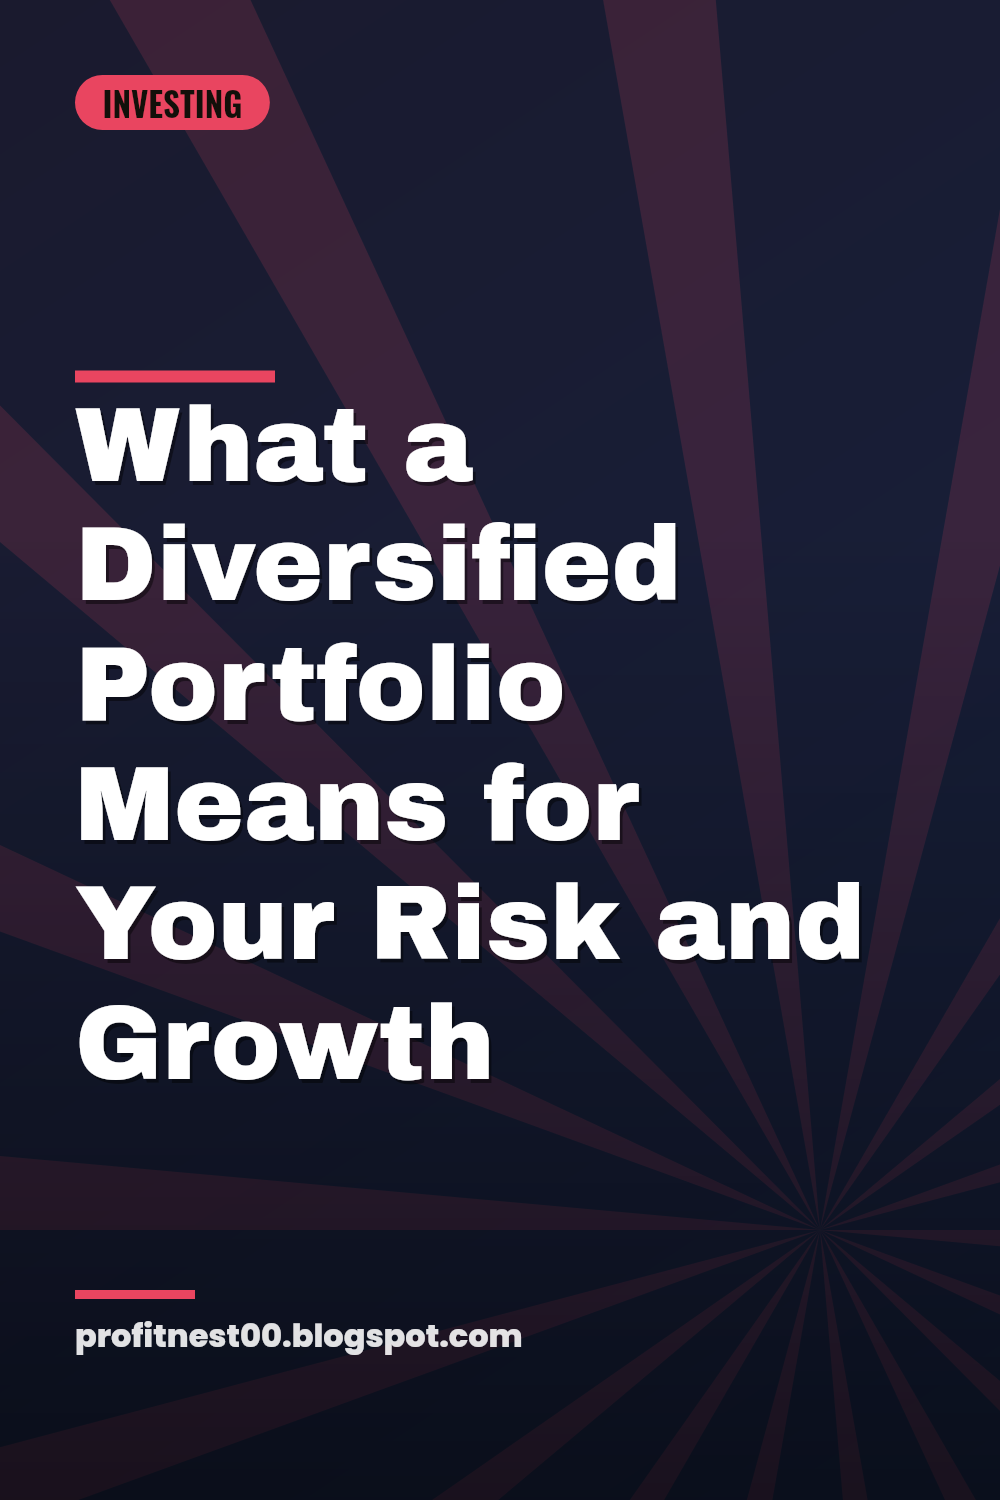 INVESTING
What a
Diversified
Portfolio
Means for
Your Risk and
Growth
profitnest00.blogspot.com